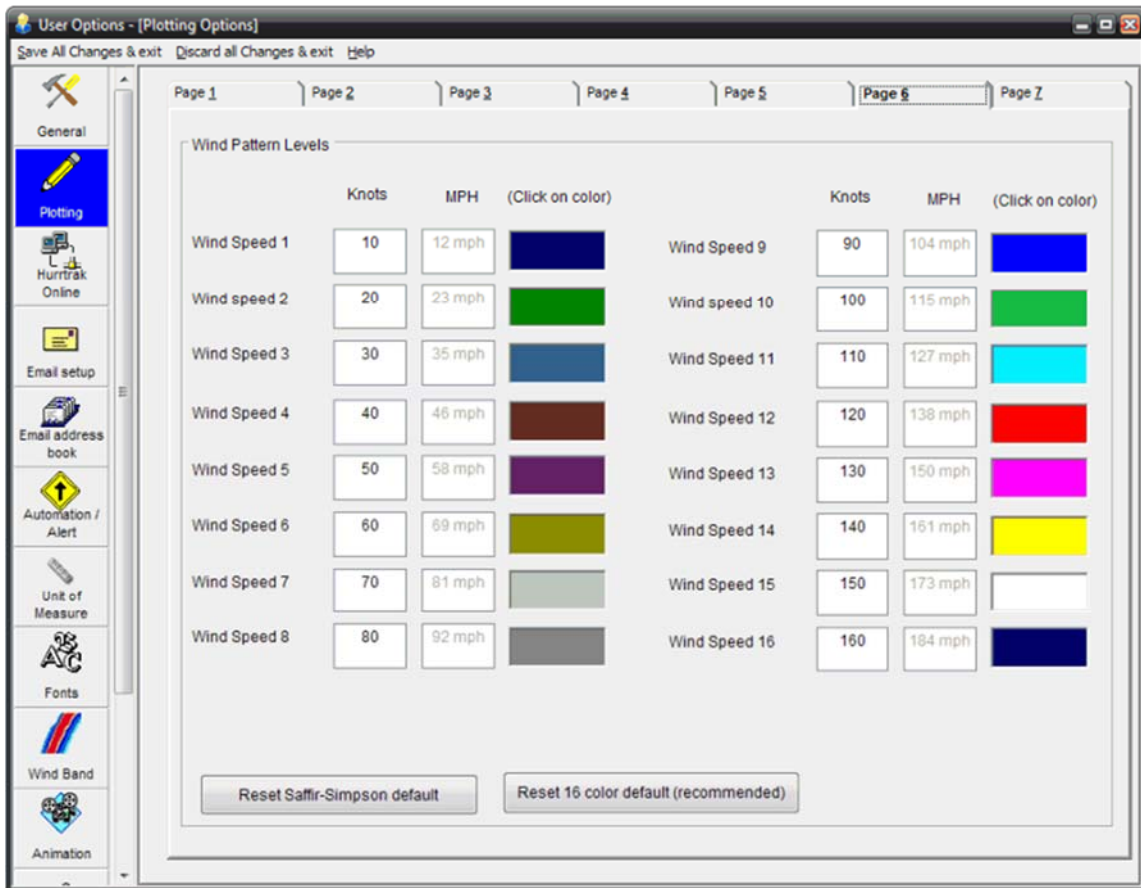 User Options - [Plotting Options]
Save All Changes & exit Discard all Changes & exit Help
General
Plotting
Hurrtrak
Online
Email setup
Email address
book
Automation /
Alert
Unit of
Measure
Fonts
Wind Band
Animation
Page 1 Page 2 Page 3 Page 4 Page 5 Page 6 Page 7
Wind Pattern Levels
Knots MPH (Click on color)
Wind Speed 1 10 12 mph
Wind speed 2 20 23 mph
Wind Speed 3 30 35 mph
Wind Speed 4 40 46 mph
Wind Speed 5 50 58 mph
Wind Speed 6 60 69 mph
Wind Speed 7 70 81 mph
Wind Speed 8 80 92 mph
Knots MPH (Click on color)
Wind Speed 9 90 104 mph
Wind speed 10 100 115 mph
Wind Speed 11 110 127 mph
Wind Speed 12 120 138 mph
Wind Speed 13 130 150 mph
Wind Speed 14 140 161 mph
Wind Speed 15 150 173 mph
Wind Speed 16 160 184 mph
Reset Saffir-Simpson default
Reset 16 color default (recommended)